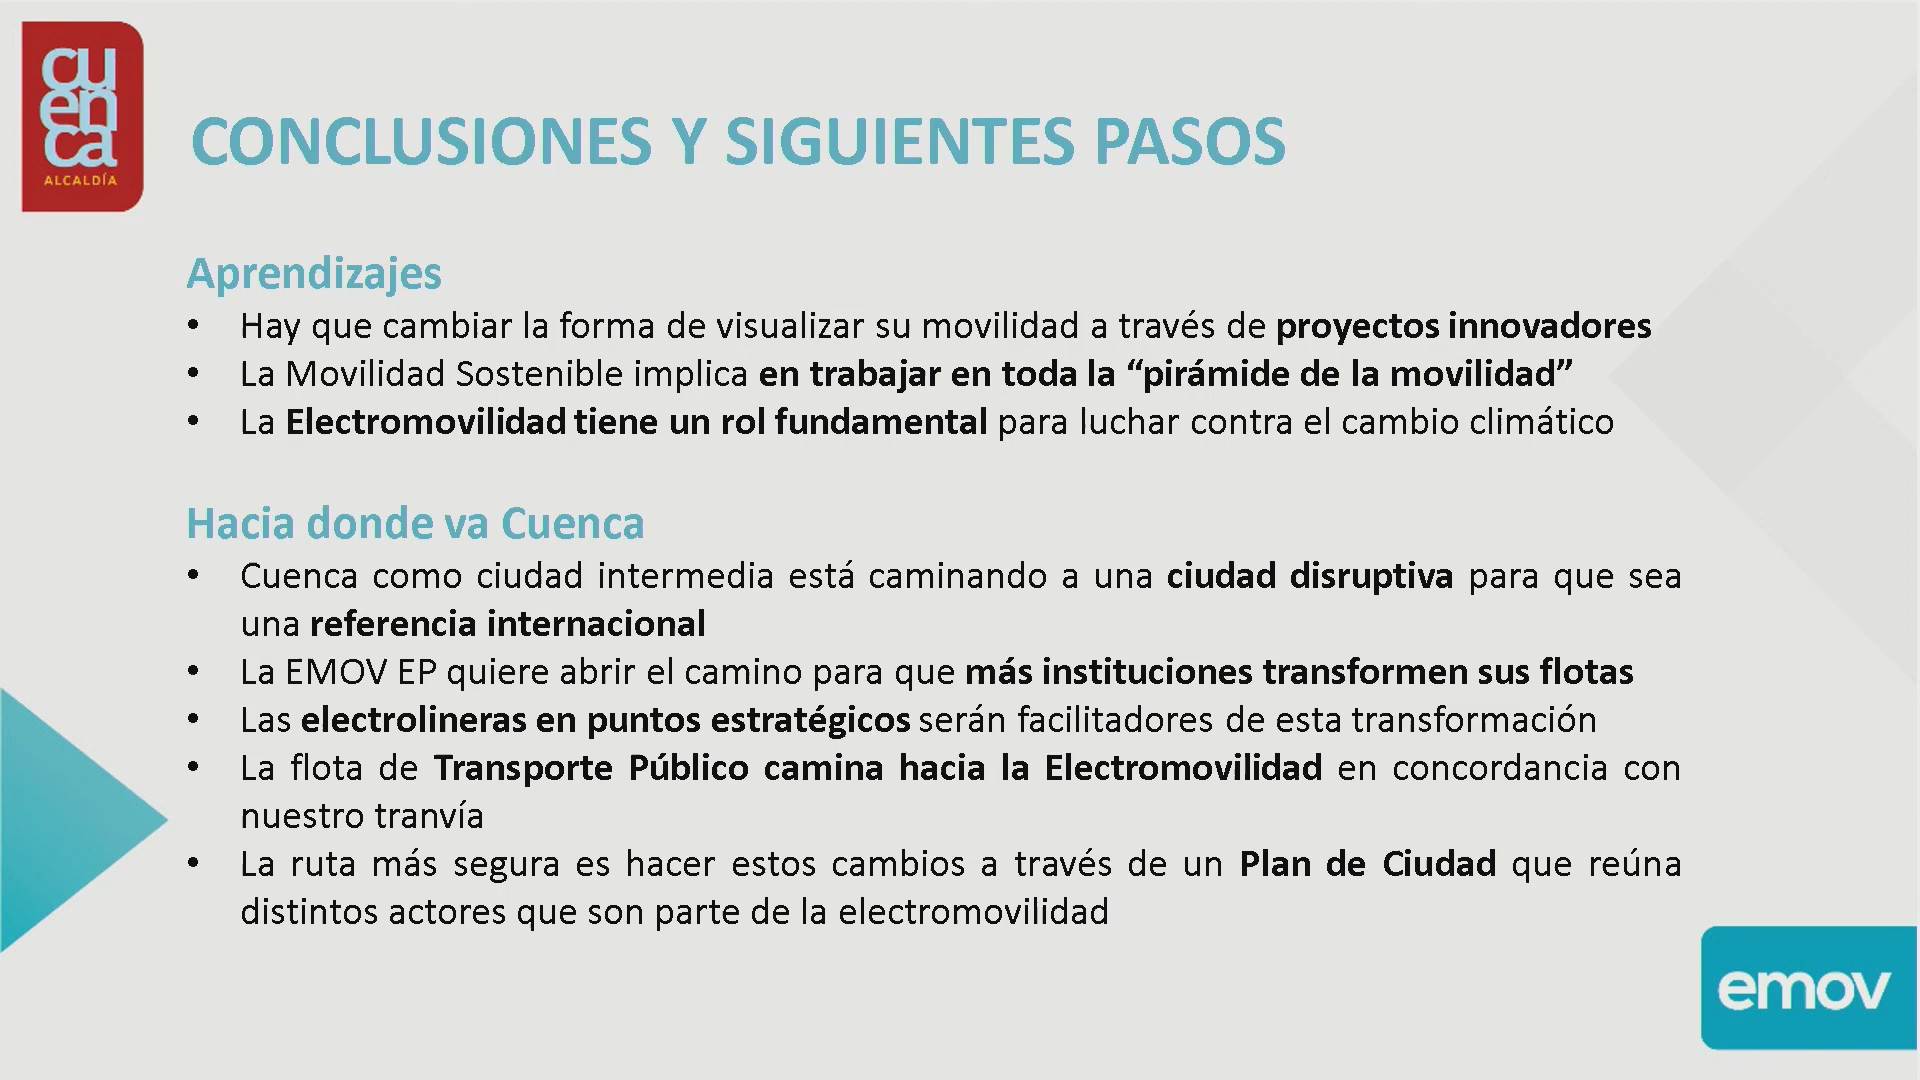 cu
en
ca
ALCALDÍA
CONCLUSIONES Y SIGUIENTES PASOS
Aprendizajes
• Hay que cambiar la forma de visualizar su movilidad a través de proyectos innovadores
• La Movilidad Sostenible implica en trabajar en toda la “pirámide de la movilidad”
• La Electromovilidad tiene un rol fundamental para luchar contra el cambio climático
Hacia donde va Cuenca
• Cuenca como ciudad intermedia está caminando a una ciudad disruptiva para que sea
una referencia internacional
• La EMOV EP quiere abrir el camino para que más instituciones transformen sus flotas
• Las electrolineras en puntos estratégicos serán facilitadores de esta transformación
• La flota de Transporte Público camina hacia la Electromovilidad en concordancia con
nuestro tranvía
• La ruta más segura es hacer estos cambios a través de un Plan de Ciudad que reúna
distintos actores que son parte de la electromovilidad
emov